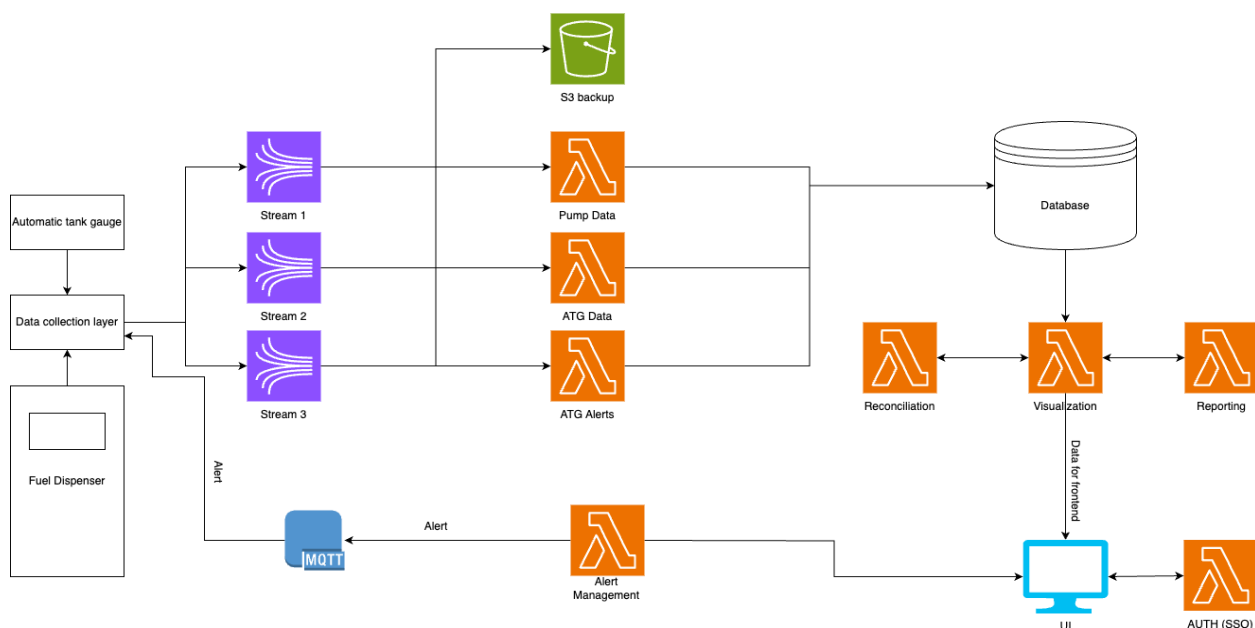 S3 backup
Stream 1
Pump Data
Automatic tank gauge
Database
Stream 2
ATG Data
Data collection layer
Stream 3
ATG Alerts
Reconciliation
Visualization
Reporting
Fuel Dispenser
Alert
Data for frontend
Alert
MQTT
Alert
Management
UI
AUTH (SSO)